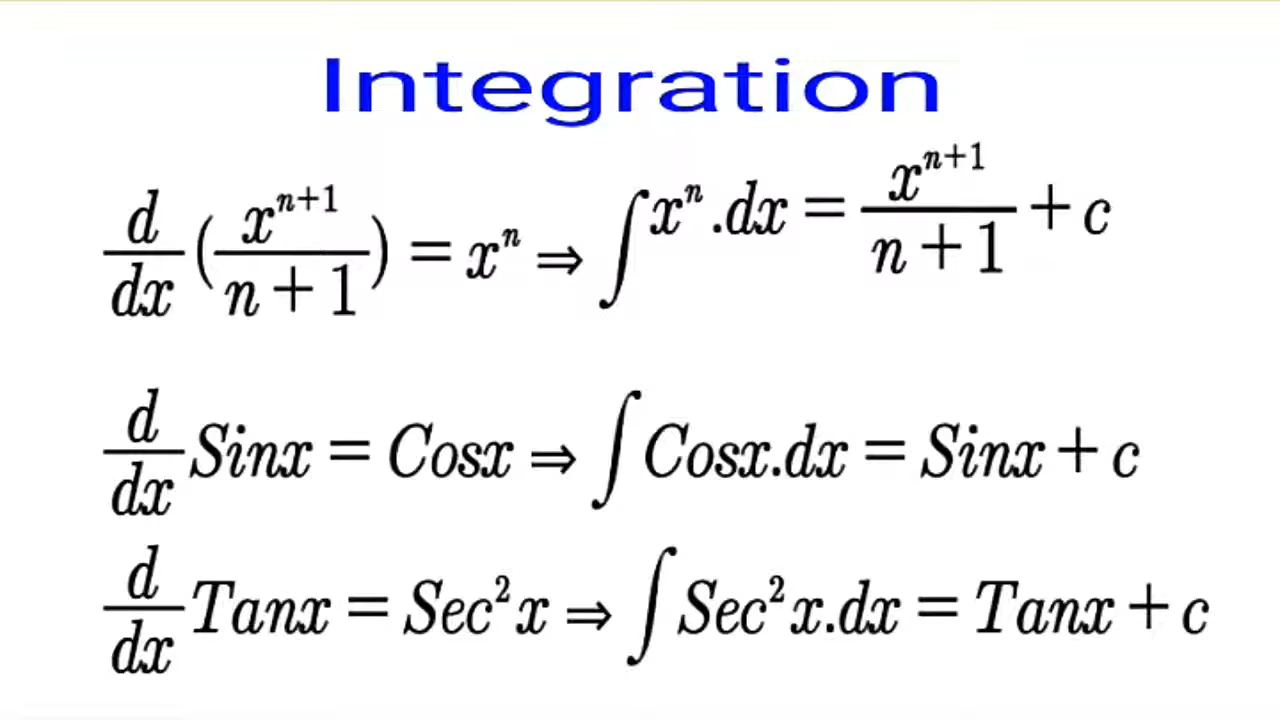 Integration
d/dx (x^(n+1)/(n+1)) = x^n ⇒ ∫x^n .dx = x^(n+1)/(n+1) + c
d/dx Sinx = Cosx ⇒ ∫Cosx.dx = Sinx + c
d/dx Tanx = Sec²x ⇒ ∫Sec²x.dx = Tanx + c